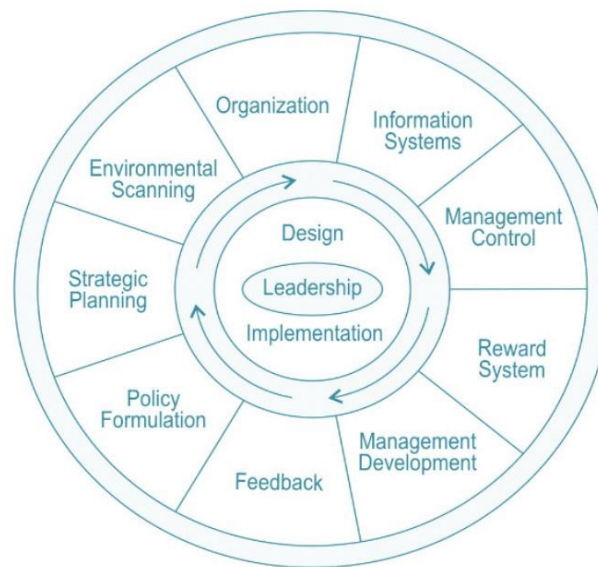 Organization
Information
Systems
Environmental
Scanning
Management
Control
Design
Strategic
Planning
Leadership
Implementation
Reward
System
Policy
Formulation
Management
Development
Feedback